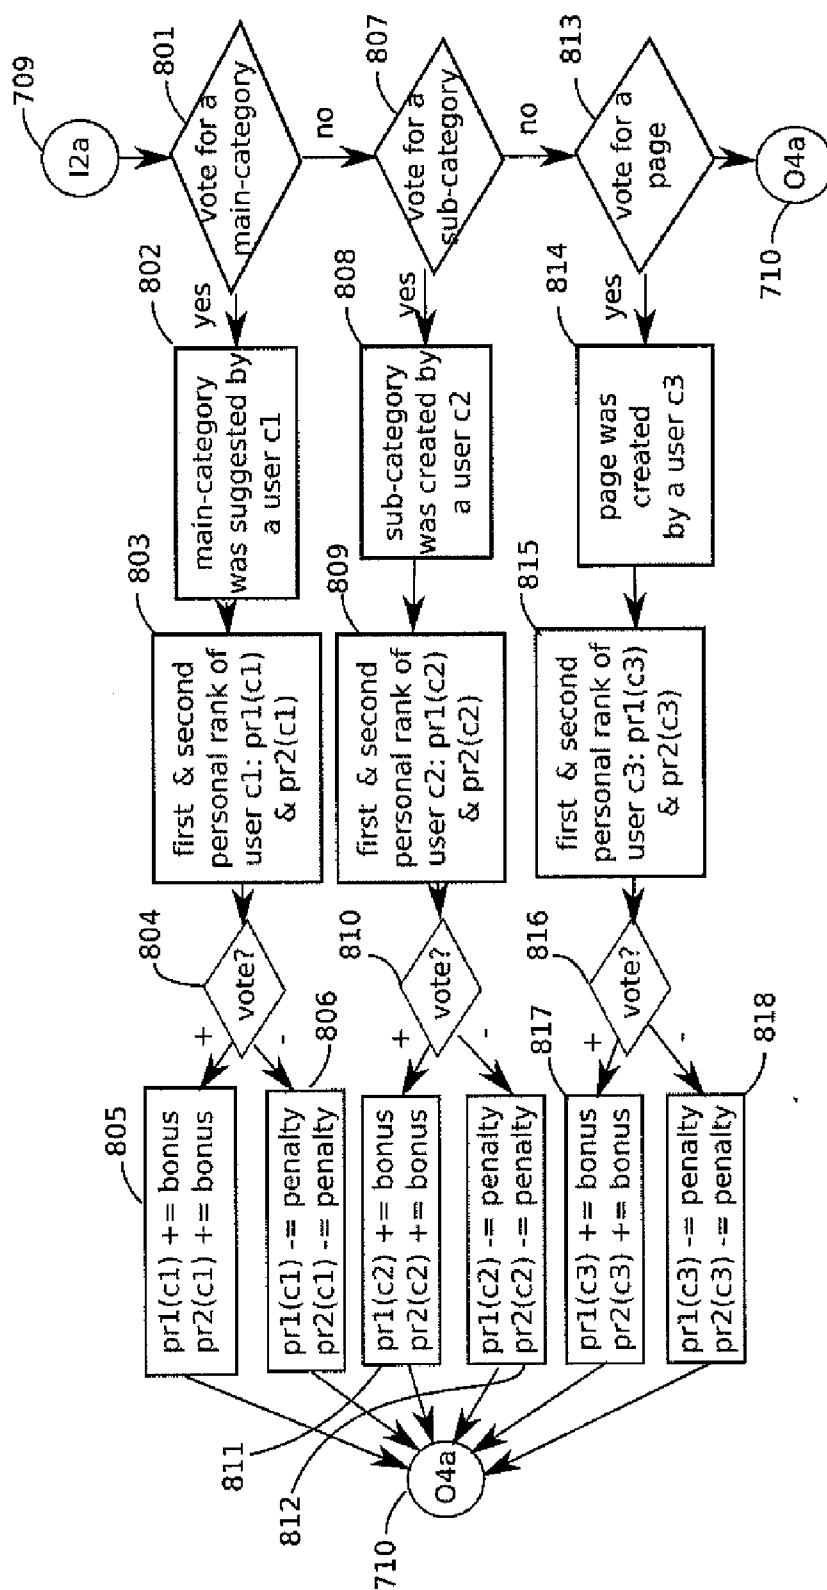 709
I2a
801
vote for a
main-category
yes
no
802
main-category
was suggested by
a user c1
803
first & second
personal rank of
user c1: pr1(c1)
& pr2(c1)
804
vote?
+
-
805
pr1(c1) += bonus
pr2(c1) += bonus
806
pr1(c1) -= penalty
pr2(c1) -= penalty
807
vote for a
sub-category
yes
no
808
sub-category
was created by
a user c2
809
first & second
personal rank of
user c2: pr1(c2)
& pr2(c2)
810
vote?
+
-
811
pr1(c2) += bonus
pr2(c2) += bonus
812
pr1(c2) -= penalty
pr2(c2) -= penalty
813
vote for a
page
yes
814
page was
created
by a user c3
815
first & second
personal rank of
user c3: pr1(c3)
& pr2(c3)
816
vote?
+
-
817
pr1(c3) += bonus
pr2(c3) += bonus
818
pr1(c3) -= penalty
pr2(c3) -= penalty
710
O4a
710
O4a